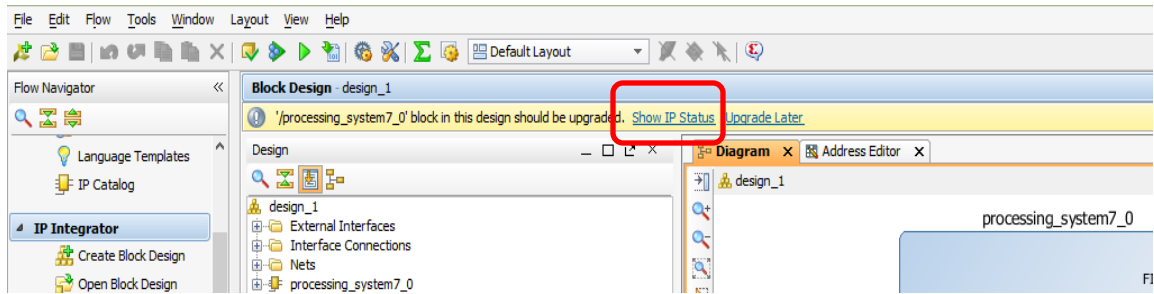 File Edit Flow Tools Window Layout View Help
Default Layout
Flow Navigator
Block Design - design_1
'/processing_system7_0' block in this design should be upgraded. Show IP Status Upgrade Later
Language Templates
IP Catalog
IP Integrator
Create Block Design
Open Block Design
Design
design_1
External Interfaces
Interface Connections
Nets
processing_system7_0
Diagram Address Editor
design_1
processing_system7_0